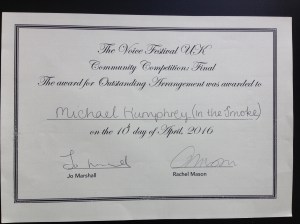 The Voice Festival UK
Community Competition: Final
The award for Outstanding Arrangement was awarded to
Michael Humphrey (In the Smoke)
on the day of April, 2016
Jo Marshall Rachel Mason